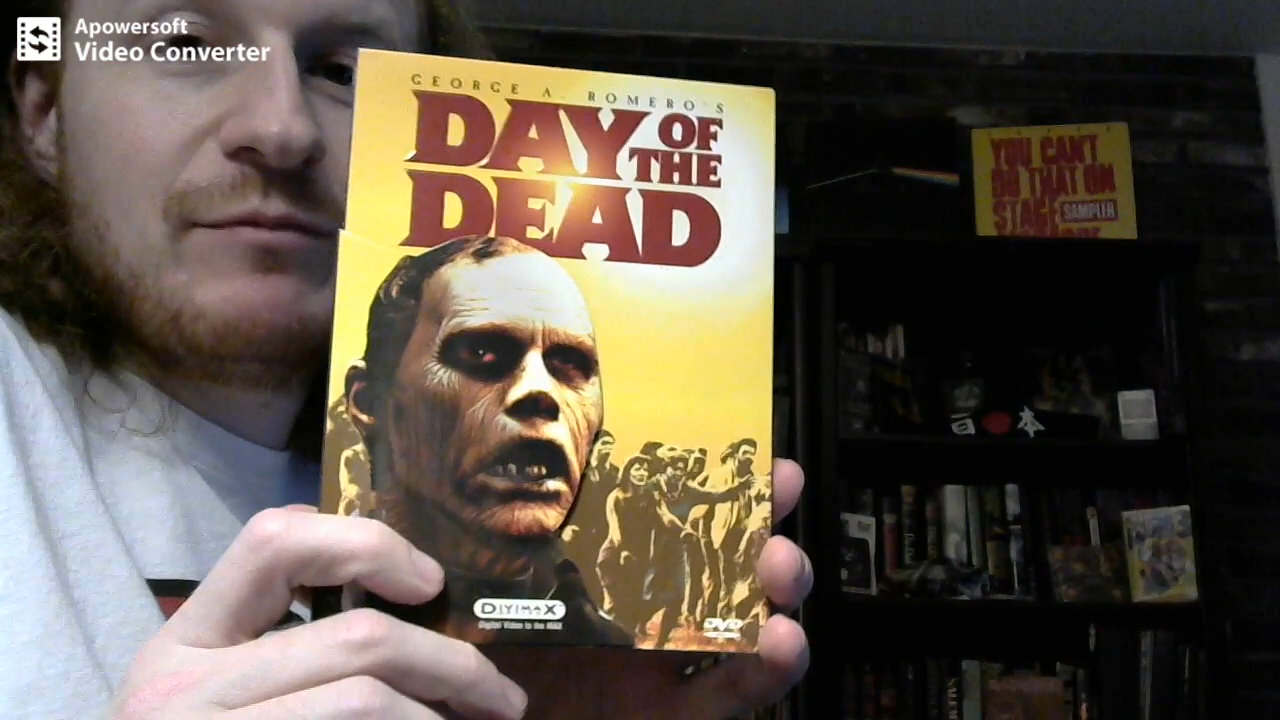 Apowersoft
Video Converter
GEORGE A. ROMERO'S
DAY OF
THE
DEAD
DIVIMAX
Digital Video to the MAX
DVD
YOU CAN'T
DO THAT ON
STAGE
SAMPLER